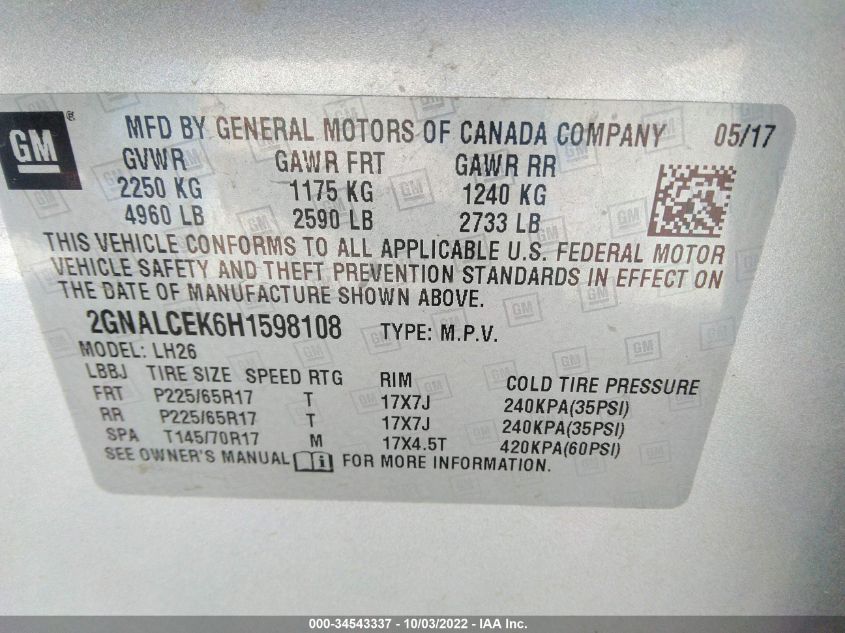 GM ®
MFD BY GENERAL MOTORS OF CANADA COMPANY 05/17
GVWR GAWR FRT GAWR RR
2250 KG 1175 KG 1240 KG
4960 LB 2590 LB 2733 LB
THIS VEHICLE CONFORMS TO ALL APPLICABLE U.S. FEDERAL MOTOR
VEHICLE SAFETY AND THEFT PREVENTION STANDARDS IN EFFECT ON
THE DATE OF MANUFACTURE SHOWN ABOVE.
2GNALCEK6H1598108 TYPE: M.P.V.
MODEL: LH26
LBBJ TIRE SIZE SPEED RTG RIM COLD TIRE PRESSURE
FRT P225/65R17 T 17X7J 240KPA(35PSI)
RR P225/65R17 T 17X7J 240KPA(35PSI)
SPA T145/70R17 M 17X4.5T 420KPA(60PSI)
SEE OWNER'S MANUAL i FOR MORE INFORMATION.
000-34543337 - 10/03/2022 - IAA Inc.